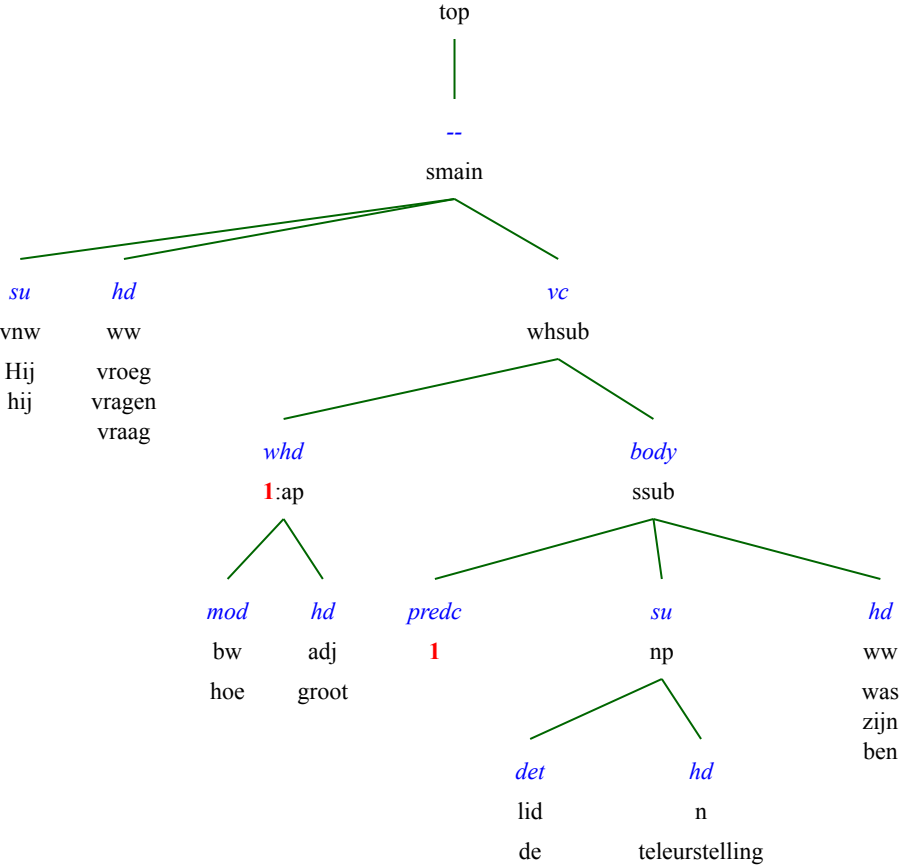 top
--
smain
su hd vc
vnw ww whsub
Hij vroeg
hij vragen
vraag
whd body
1:ap ssub
mod hd predc su hd
bw adj 1 np ww
hoe groot was
zijn
ben
det hd
lid n
de teleurstelling